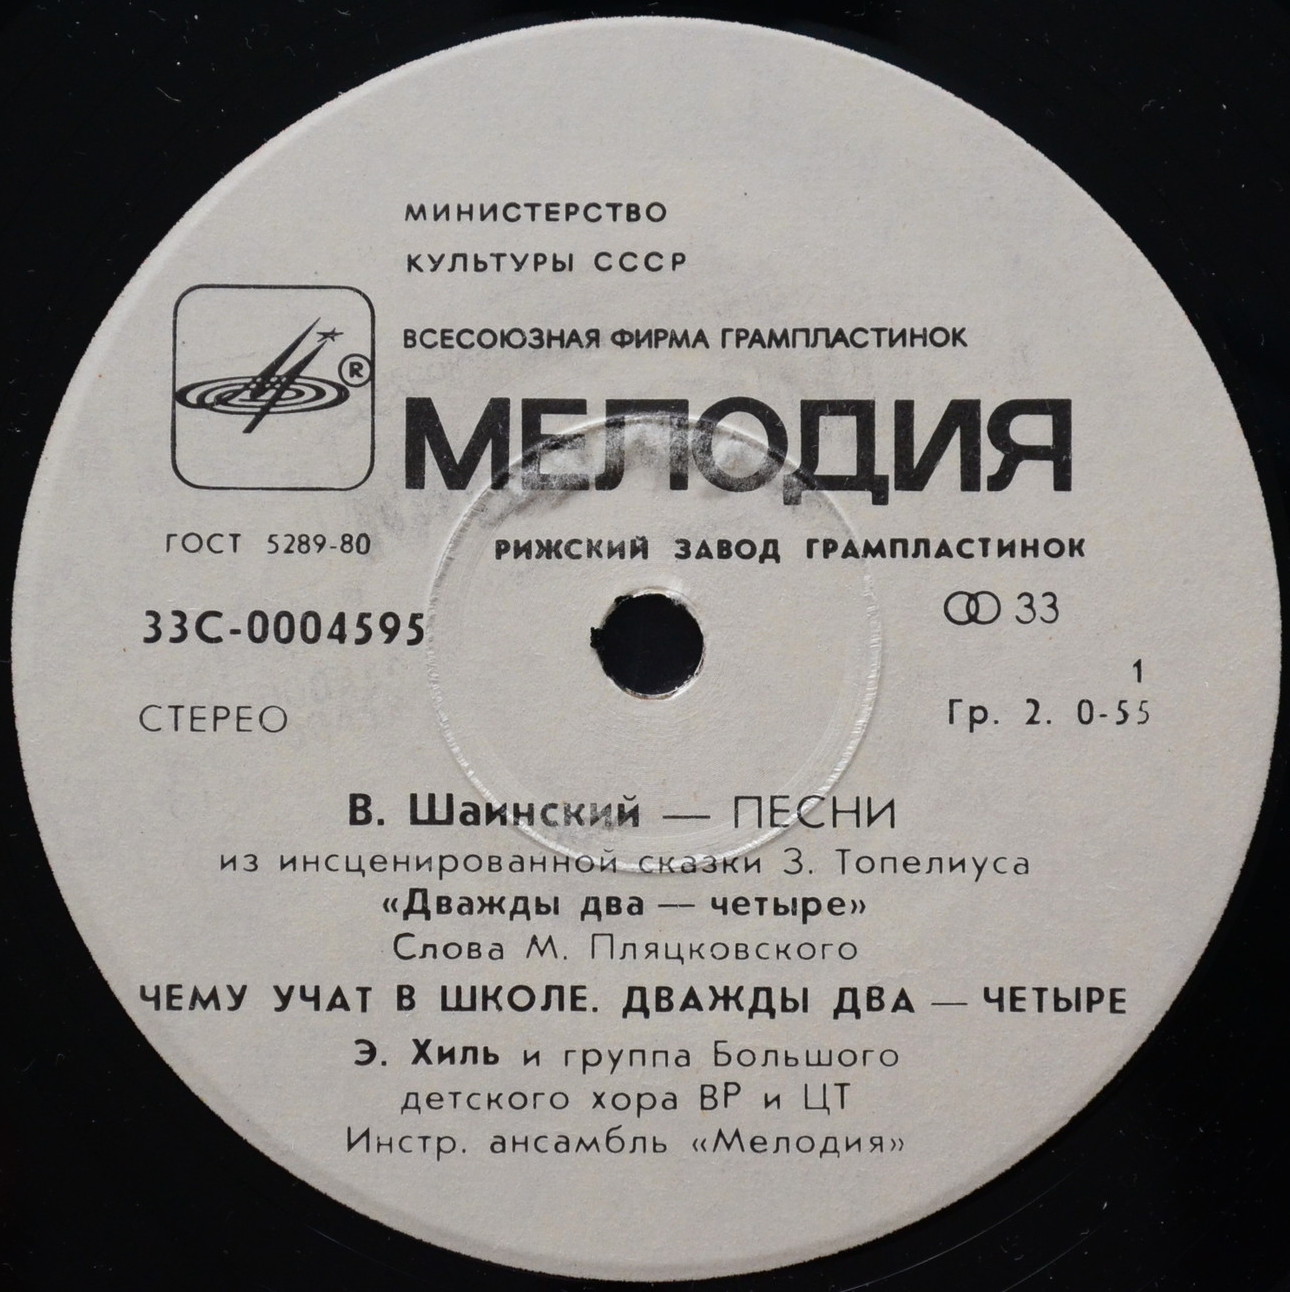 МИНИСТЕРСТВО
КУЛЬТУРЫ СССР
ВСЕСОЮЗНАЯ ФИРМА ГРАМПЛАСТИНОК
®
МЕЛОДИЯ
ГОСТ 5289-80
РИЖСКИЙ ЗАВОД ГРАМПЛАСТИНОК
33С-0004595
33
1
СТЕРЕО
Гр. 2. 0-55
В. Шаинский — ПЕСНИ
из инсценированной сказки З. Топелиуса
«Дважды два — четыре»
Слова М. Пляцковского
ЧЕМУ УЧАТ В ШКОЛЕ. ДВАЖДЫ ДВА — ЧЕТЫРЕ
Э. Хиль и группа Большого
детского хора ВР и ЦТ
Инстр. ансамбль «Мелодия»